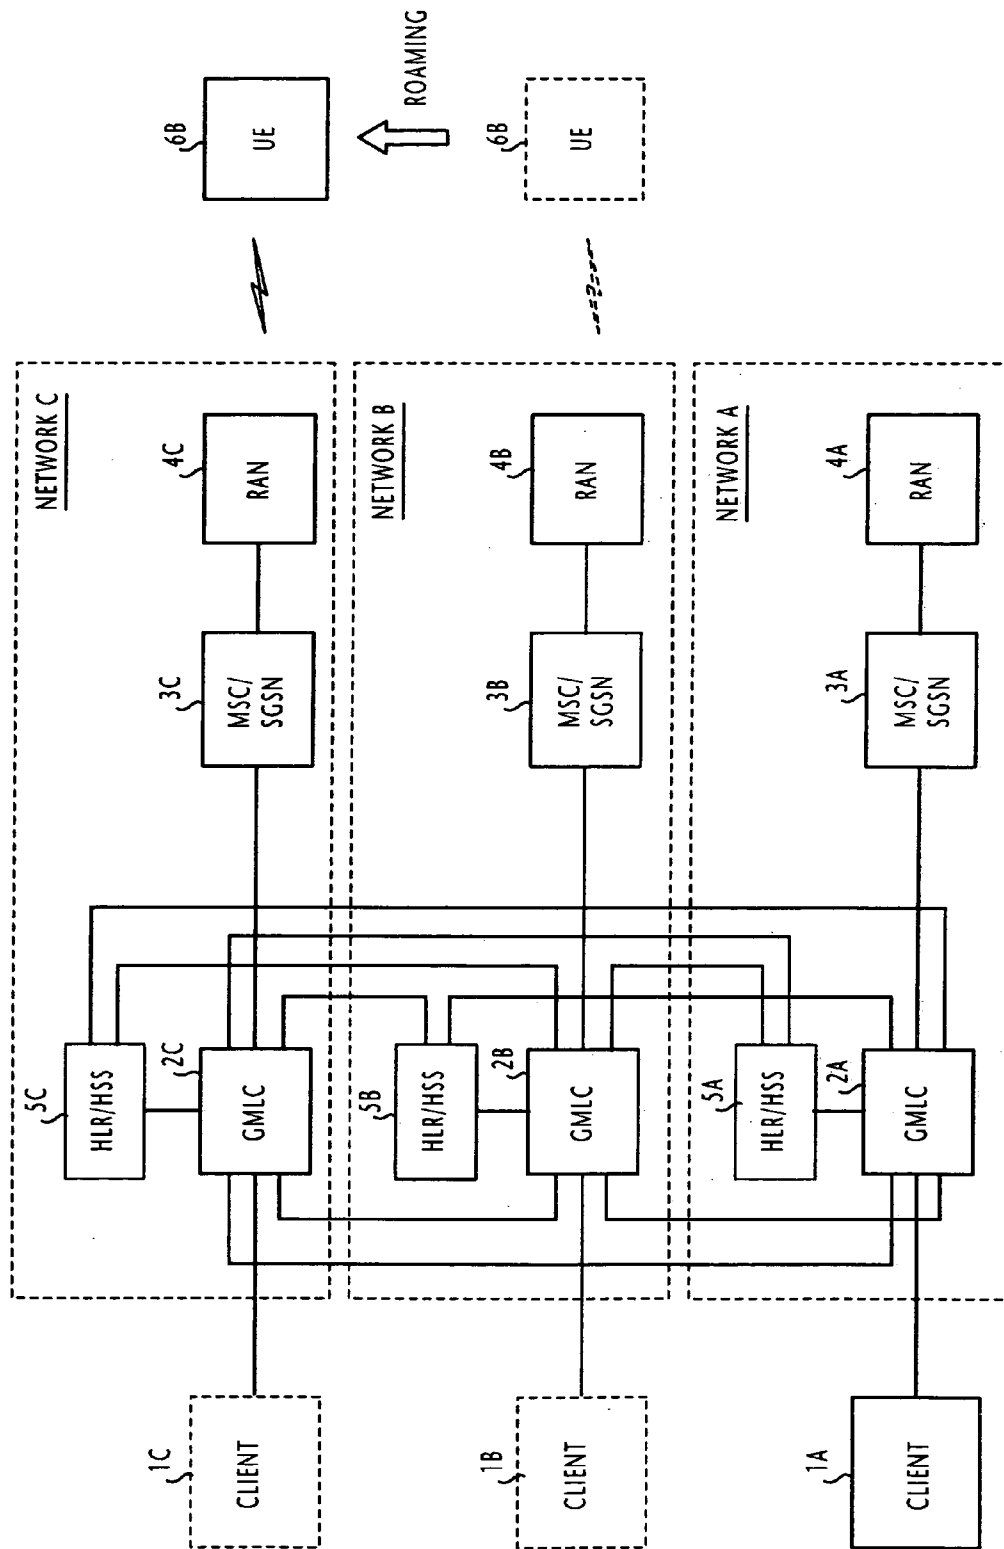 NETWORK C
1C
CLIENT
5C
HLR/HSS
2C
GMLC
3C
MSC/
SGSN
4C
RAN
6B
UE
ROAMING
NETWORK B
1B
CLIENT
5B
HLR/HSS
2B
GMLC
3B
MSC/
SGSN
4B
RAN
6B
UE
NETWORK A
1A
CLIENT
5A
HLR/HSS
2A
GMLC
3A
MSC/
SGSN
4A
RAN